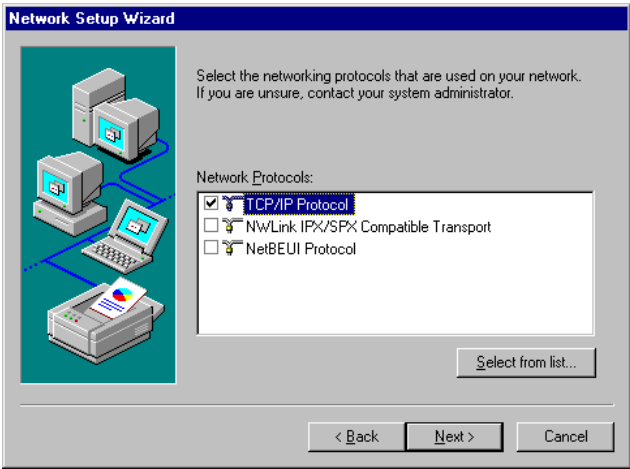 Network Setup Wizard
Select the networking protocols that are used on your network.
If you are unsure, contact your system administrator.
Network Protocols:
TCP/IP Protocol
NWLink IPX/SPX Compatible Transport
NetBEUI Protocol
Select from list...
< Back
Next >
Cancel